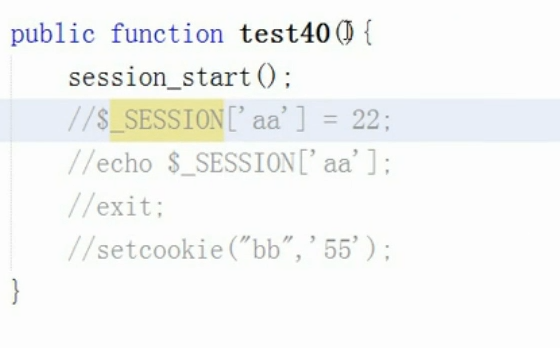 public function test40(){
session_start();
//$_SESSION['aa'] = 22;
//echo $_SESSION['aa'];
//exit;
//setcookie("bb",'55');
}